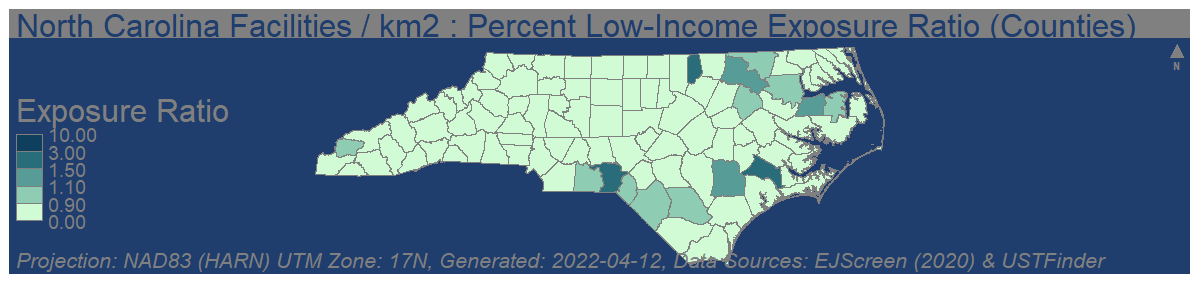 North Carolina Facilities / km2 : Percent Low-Income Exposure Ratio (Counties)
N
Exposure Ratio
10.00
3.00
1.50
1.10
0.90
0.00
Projection: NAD83 (HARN) UTM Zone: 17N, Generated: 2022-04-12, Data Sources: EJScreen (2020) & USTFinder